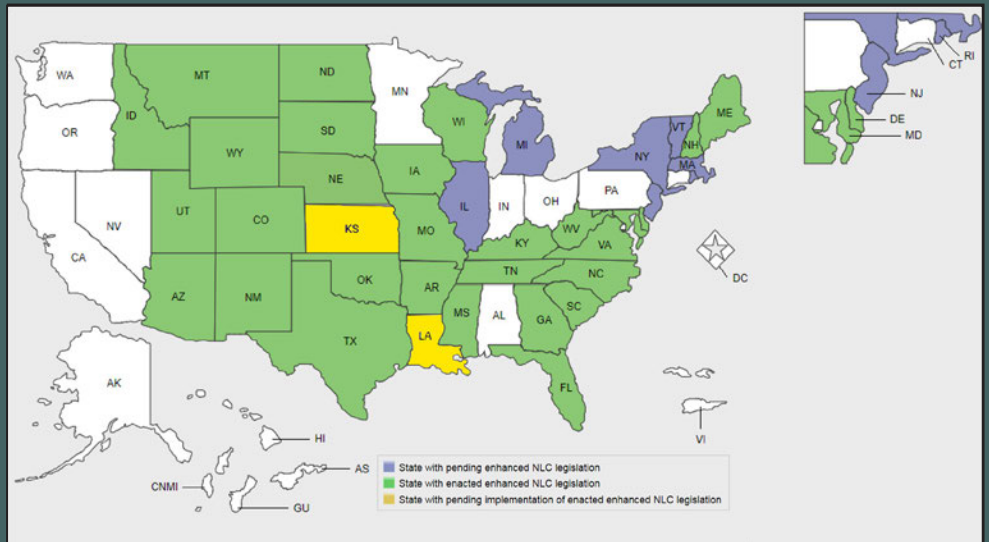 WA
OR
CA
NV
ID
MT
WY
UT
CO
AZ
NM
ND
SD
NE
KS
OK
TX
MN
IA
MO
AR
LA
WI
IL
MS
MI
IN
OH
KY
TN
AL
GA
FL
SC
NC
VA
WV
PA
NY
VT
NH
ME
MA
DC
RI
CT
NJ
DE
MD
AK
HI
AS
CNMI
GU
VI
State with pending enhanced NLC legislation
State with enacted enhanced NLC legislation
State with pending implementation of enacted enhanced NLC legislation